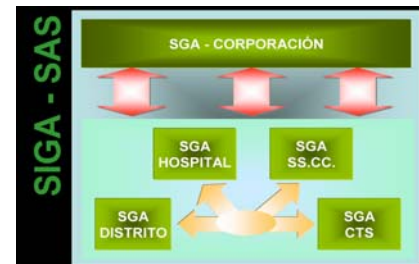 SIGA - SAS
SGA - CORPORACIÓN
SGA
HOSPITAL
SGA
SS.CC.
SGA
DISTRITO
SGA
CTS